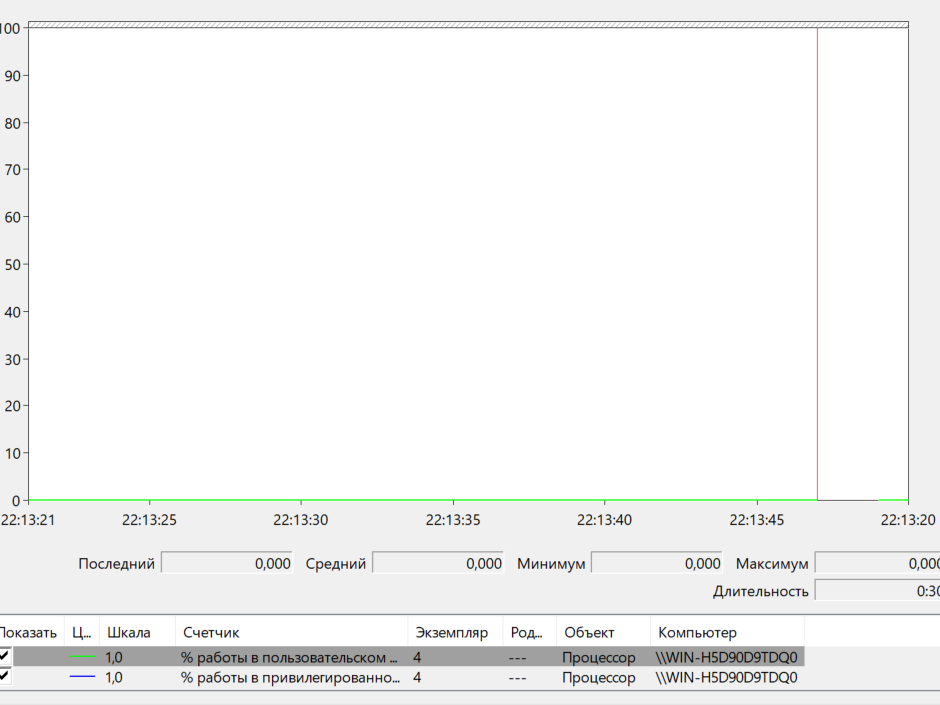 100
90
80
70
60
50
40
30
20
10
0
22:13:21 22:13:25 22:13:30 22:13:35 22:13:40 22:13:45 22:13:20
Последний 0,000 Средний 0,000 Минимум 0,000 Максимум 0,000
Длительность 0:30
Показать Ц... Шкала Счетчик Экземпляр Род... Объект Компьютер
1,0 % работы в пользовательском ... 4 --- Процессор \\WIN-H5D90D9TDQ0
1,0 % работы в привилегированно... 4 --- Процессор \\WIN-H5D90D9TDQ0